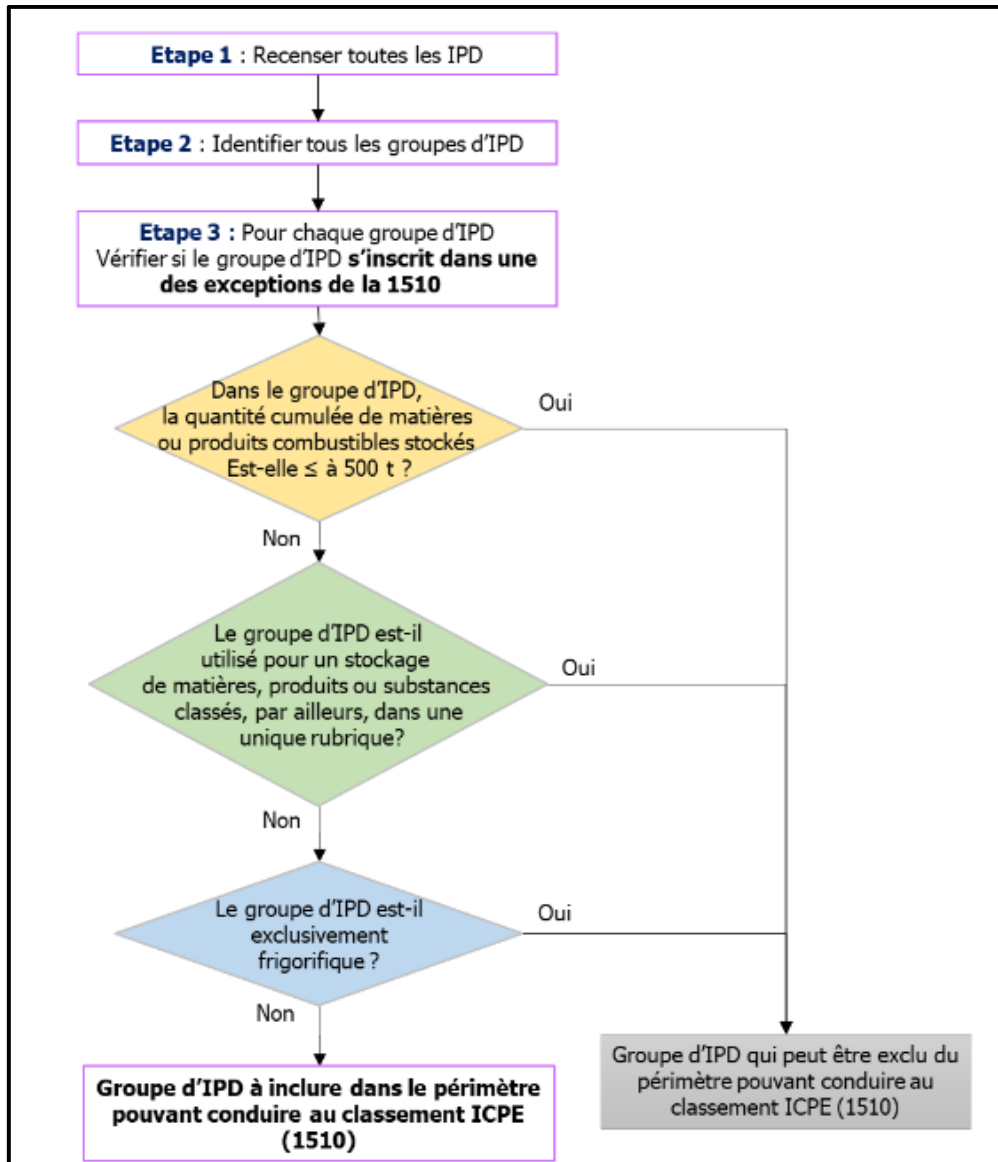 Etape 1 : Recenser toutes les IPD
Etape 2 : Identifier tous les groupes d'IPD
Etape 3 : Pour chaque groupe d'IPD
Vérifier si le groupe d'IPD s'inscrit dans une
des exceptions de la 1510
Dans le groupe d'IPD,
la quantité cumulée de matières
ou produits combustibles stockés
Est-elle ≤ à 500 t ?
Oui
Non
Le groupe d'IPD est-il
utilisé pour un stockage
de matières, produits ou substances
classés, par ailleurs, dans une
unique rubrique?
Oui
Non
Le groupe d'IPD est-il
exclusivement
frigorifique ?
Oui
Non
Groupe d'IPD à inclure dans le périmètre
pouvant conduire au classement ICPE
(1510)
Groupe d'IPD qui peut être exclu du
périmètre pouvant conduire au
classement ICPE (1510)